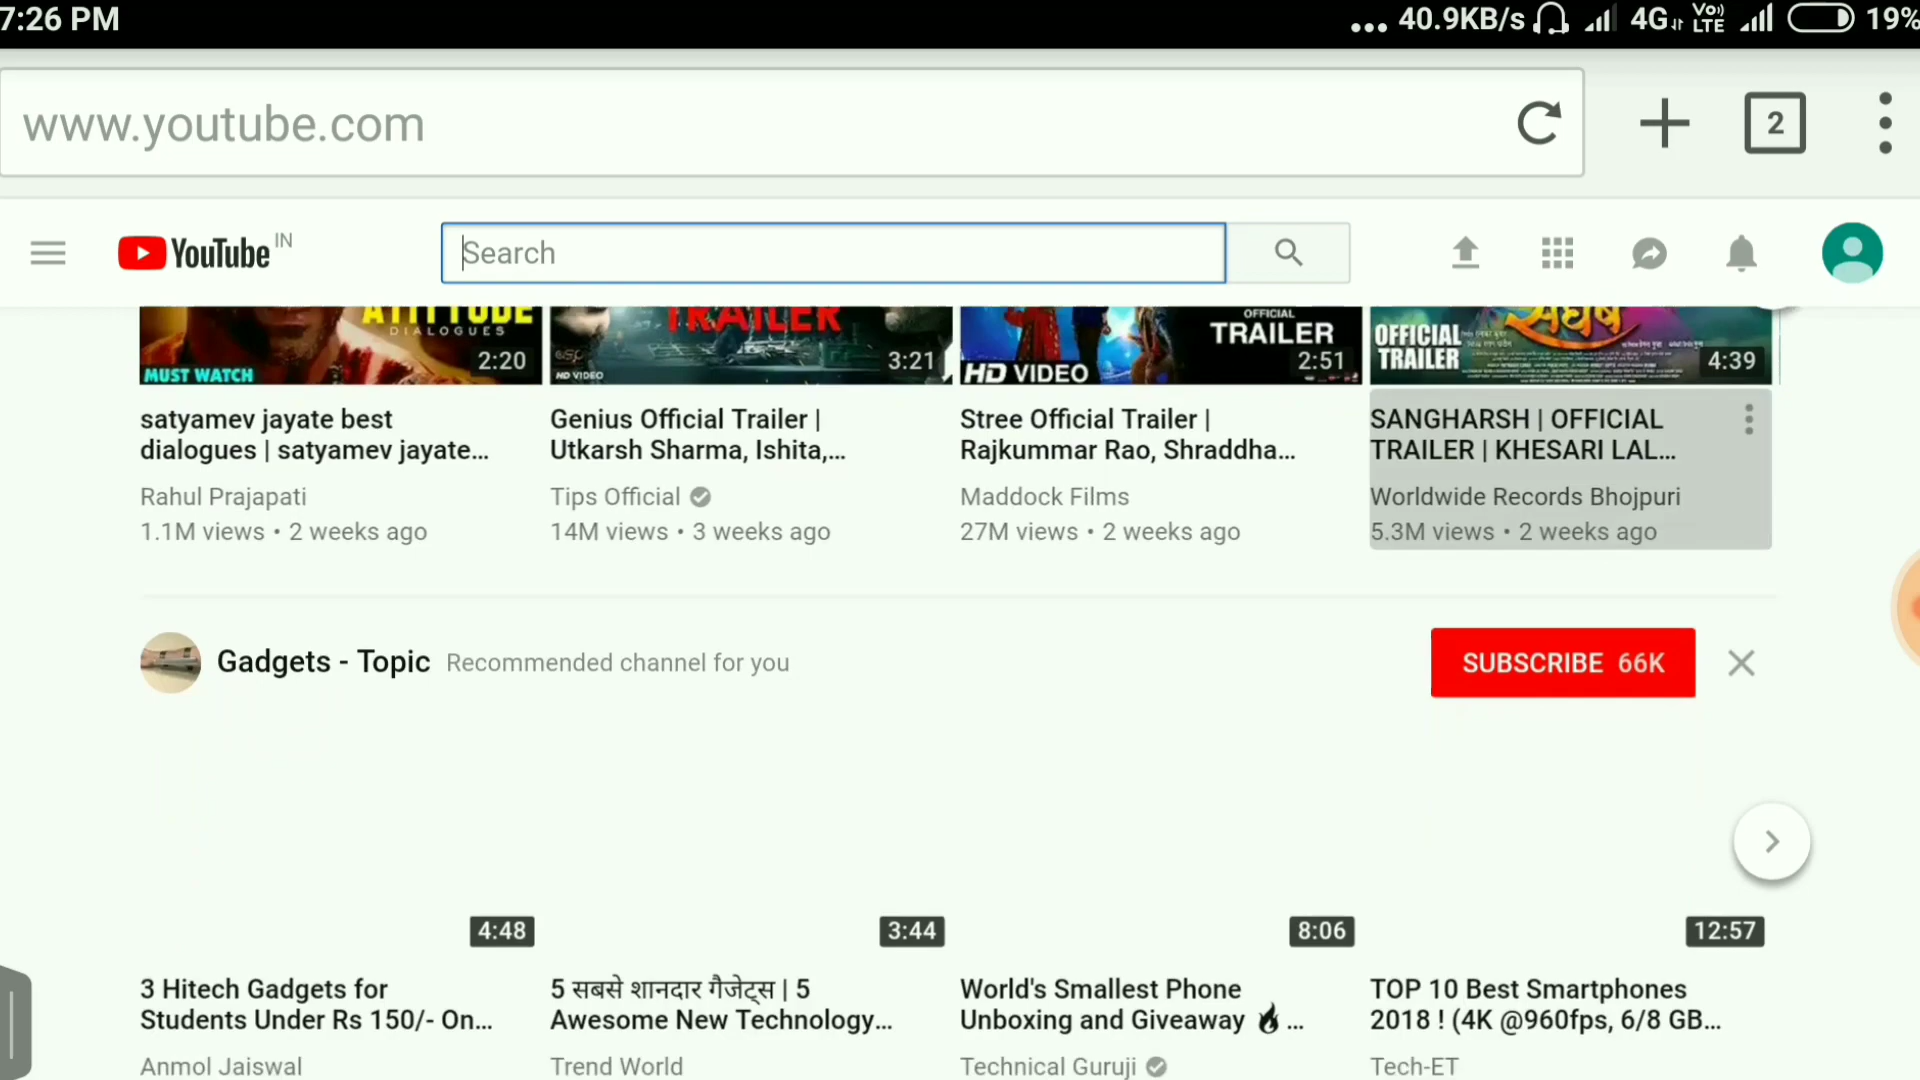 7:26 PM
... 40.9KB/s 4G VoLTE 19%
www.youtube.com
2
YouTube IN
Search
ATTITUDE
DIALOGUES
MUST WATCH
2:20
TRAILER
HD VIDEO
3:21
OFFICIAL
TRAILER
HD VIDEO
2:51
संघर्ष
OFFICIAL
TRAILER
4:39
satyamev jayate best
dialogues | satyamev jayate...
Rahul Prajapati
1.1M views • 2 weeks ago
Genius Official Trailer |
Utkarsh Sharma, Ishita,...
Tips Official
14M views • 3 weeks ago
Stree Official Trailer |
Rajkummar Rao, Shraddha...
Maddock Films
27M views • 2 weeks ago
SANGHARSH | OFFICIAL
TRAILER | KHESARI LAL...
Worldwide Records Bhojpuri
5.3M views • 2 weeks ago
Gadgets - Topic Recommended channel for you
SUBSCRIBE 66K
4:48
3:44
8:06
12:57
3 Hitech Gadgets for
Students Under Rs 150/- On...
Anmol Jaiswal
5 सबसे शानदार गैजेट्स | 5
Awesome New Technology...
Trend World
World's Smallest Phone
Unboxing and Giveaway 🔥 ...
Technical Guruji
TOP 10 Best Smartphones
2018 ! (4K @960fps, 6/8 GB...
Tech-ET